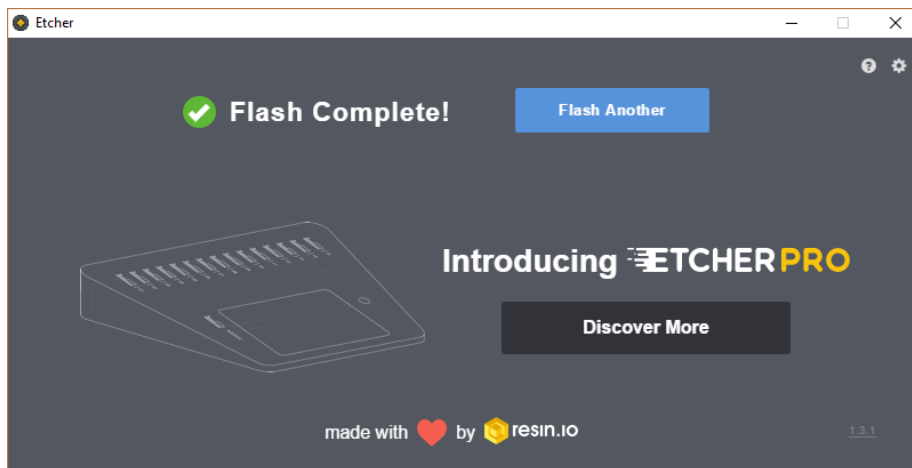 Etcher
Flash Complete!
Flash Another
Introducing ETCHER PRO
Discover More
made with by resin.io
1.3.1